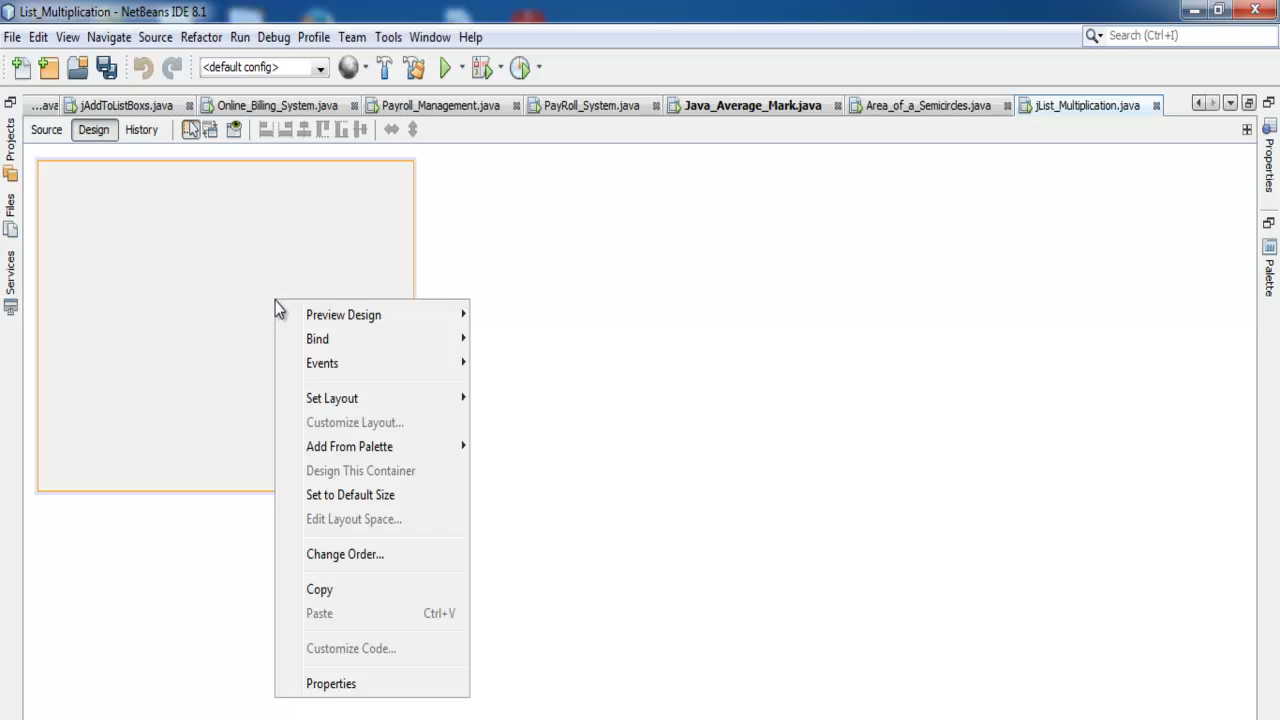 List_Multiplication - NetBeans IDE 8.1
File Edit View Navigate Source Refactor Run Debug Profile Team Tools Window Help
Search (Ctrl+I)
<default config>
...ava jAddToListBoxs.java Online_Billing_System.java Payroll_Management.java PayRoll_System.java Java_Average_Mark.java Area_of_a_Semicirdes.java jList_Multiplication.java
Source Design History
Projects
Files
Services
Properties
Palette
Preview Design
Bind
Events
Set Layout
Customize Layout...
Add From Palette
Design This Container
Set to Default Size
Edit Layout Space...
Change Order...
Copy
Paste Ctrl+V
Customize Code...
Properties